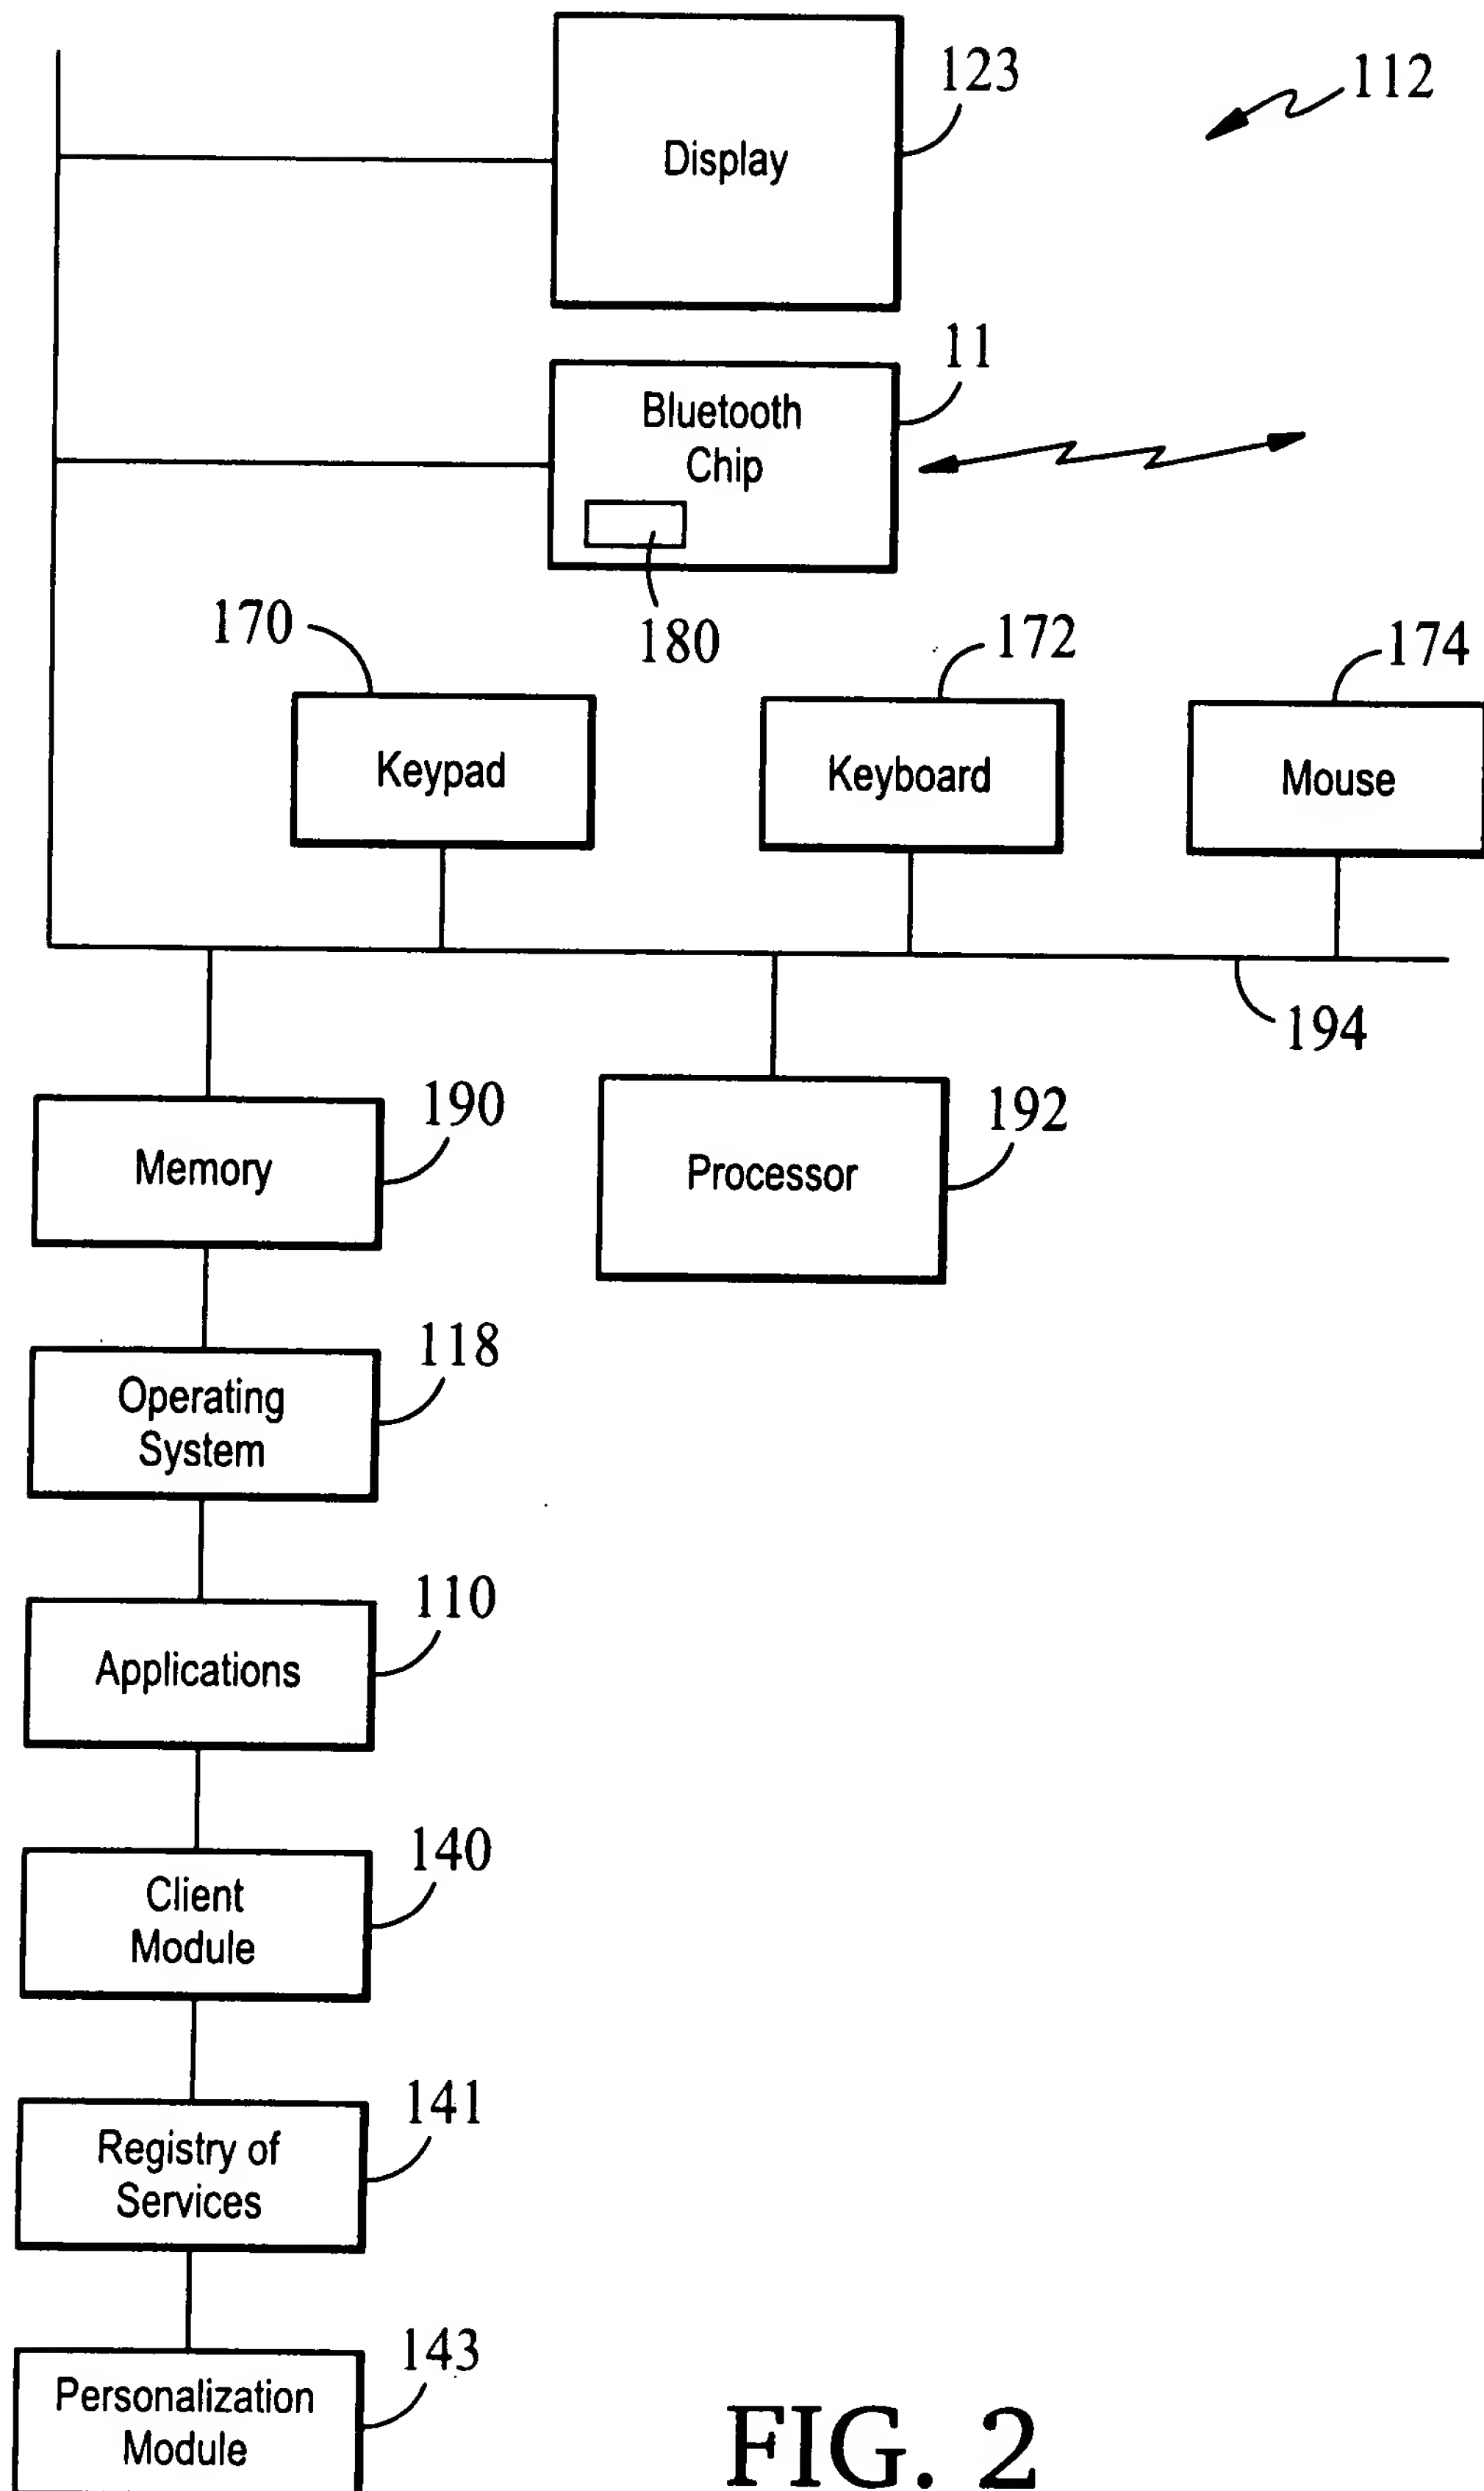 123
112
Display
11
Bluetooth
Chip
180
170
172
174
Keypad
Keyboard
Mouse
194
190
192
Memory
Processor
118
Operating
System
110
Applications
140
Client
Module
141
Registry of
Services
143
Personalization
Module
FIG. 2